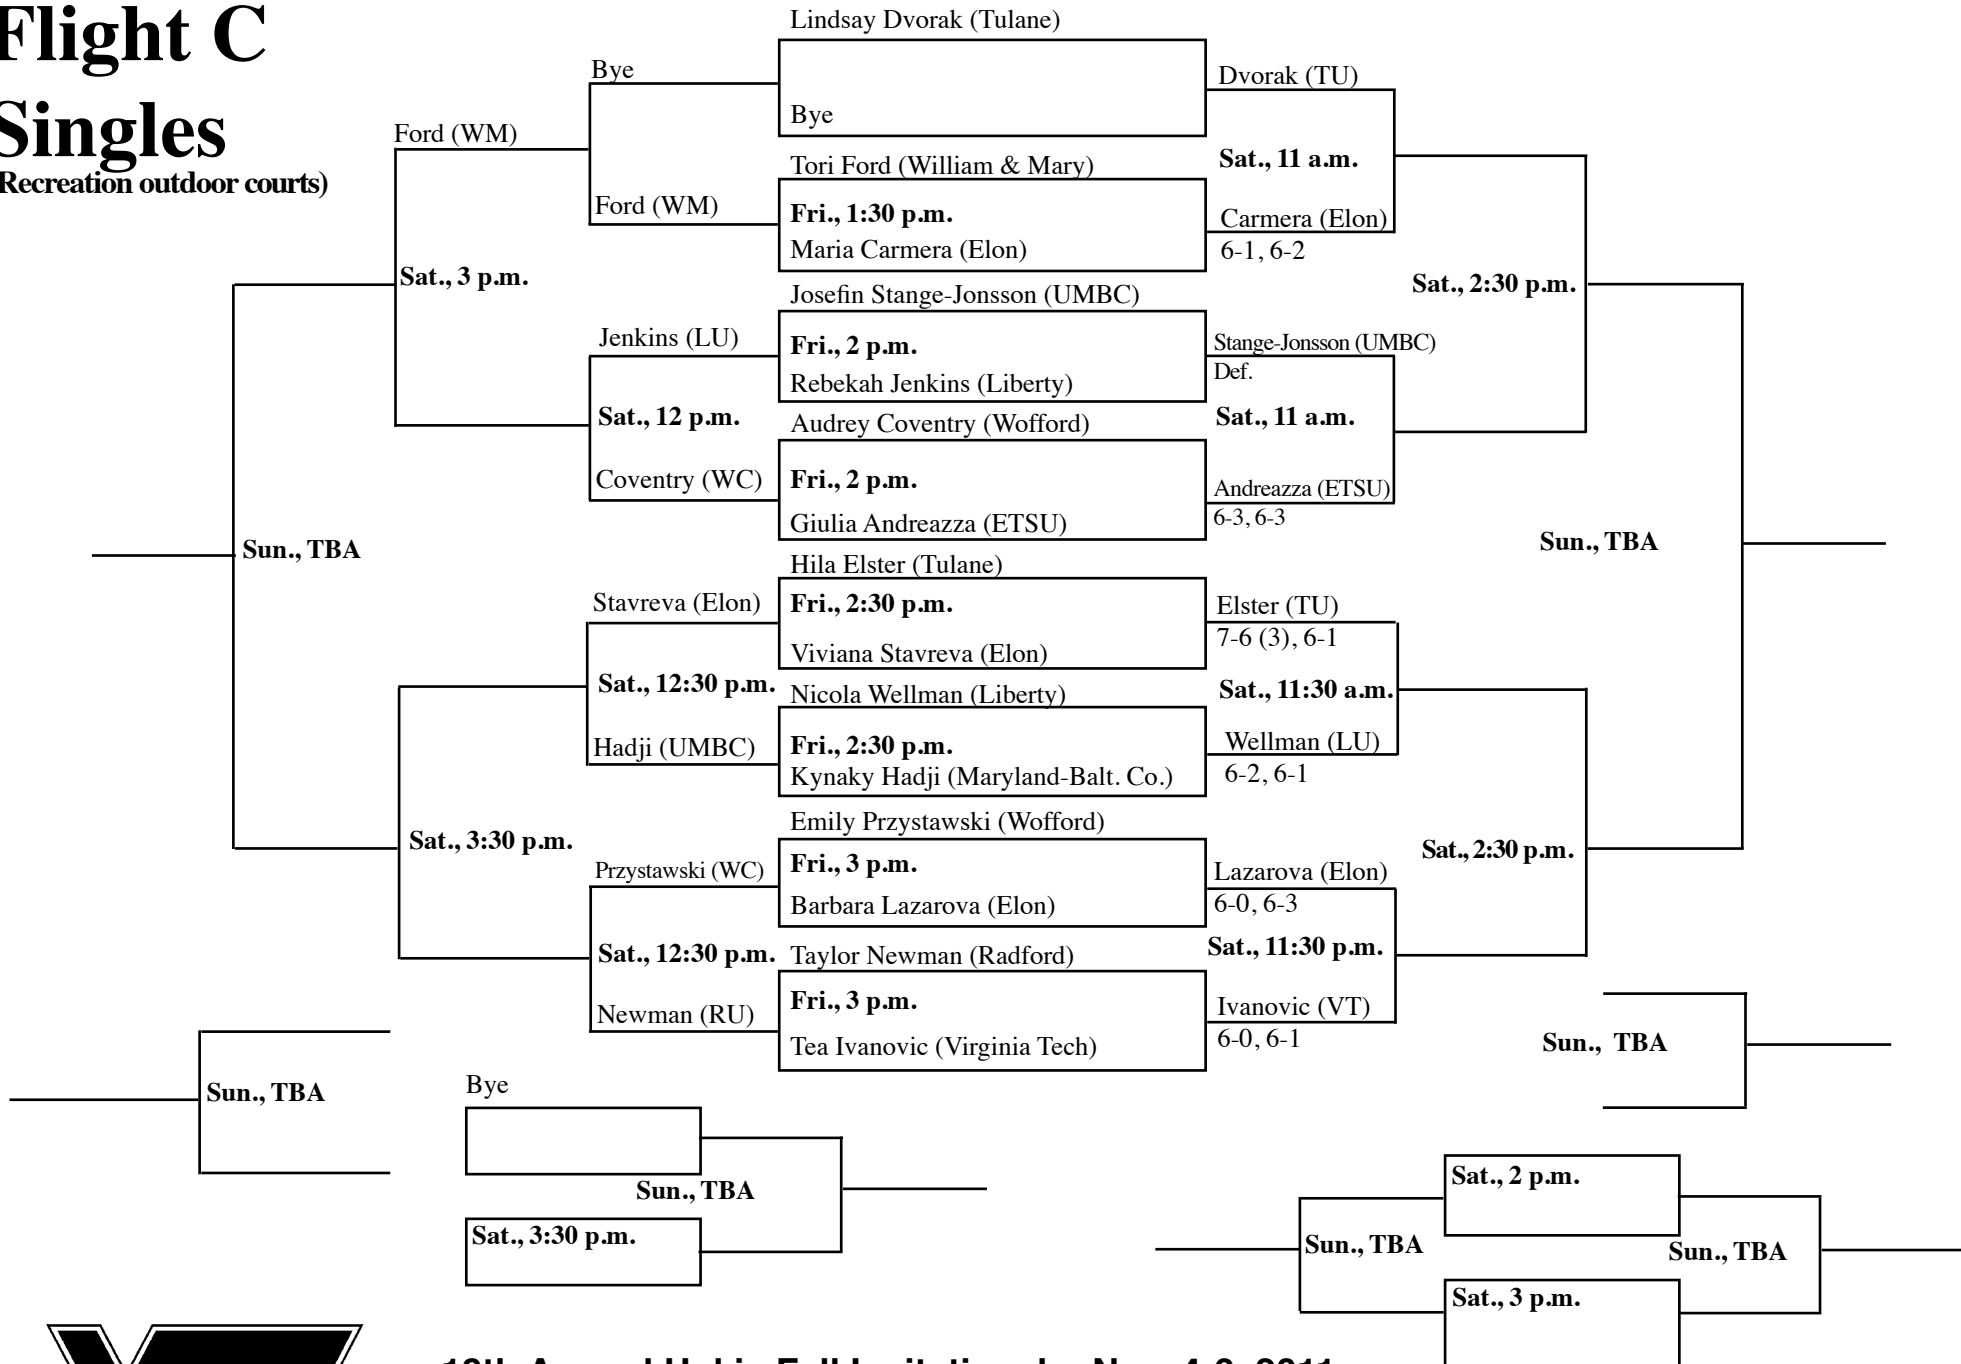 Flight C
Singles
Recreation outdoor courts)
Lindsay Dvorak (Tulane)
Bye
Dvorak (TU)
Bye
Ford (WM)
Tori Ford (William & Mary)
Sat., 11 a.m.
Ford (WM)
Fri., 1:30 p.m.
Carmera (Elon)
Maria Carmera (Elon)
6-1, 6-2
Sat., 3 p.m.
Sat., 2:30 p.m.
Josefin Stange-Jonsson (UMBC)
Jenkins (LU)
Fri., 2 p.m.
Stange-Jonsson (UMBC)
Rebekah Jenkins (Liberty)
Def.
Sat., 12 p.m.
Audrey Coventry (Wofford)
Sat., 11 a.m.
Coventry (WC)
Fri., 2 p.m.
Andreazza (ETSU)
Giulia Andreazza (ETSU)
6-3, 6-3
Sun., TBA
Sun., TBA
Hila Elster (Tulane)
Stavreva (Elon)
Fri., 2:30 p.m.
Elster (TU)
7-6 (3), 6-1
Viviana Stavreva (Elon)
Sat., 12:30 p.m.
Nicola Wellman (Liberty)
Sat., 11:30 a.m.
Hadji (UMBC)
Fri., 2:30 p.m.
Wellman (LU)
Kynaky Hadji (Maryland-Balt. Co.)
6-2, 6-1
Emily Przystawski (Wofford)
Sat., 3:30 p.m.
Sat., 2:30 p.m.
Przystawski (WC)
Fri., 3 p.m.
Lazarova (Elon)
Barbara Lazarova (Elon)
6-0, 6-3
Sat., 12:30 p.m.
Taylor Newman (Radford)
Sat., 11:30 p.m.
Newman (RU)
Fri., 3 p.m.
Ivanovic (VT)
Tea Ivanovic (Virginia Tech)
6-0, 6-1
Sun., TBA
Sun., TBA
Bye
Sun., TBA
Sat., 3:30 p.m.
Sat., 2 p.m.
Sun., TBA
Sun., TBA
Sat., 3 p.m.